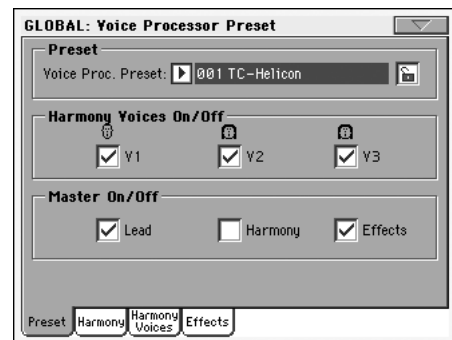 GLOBAL: Voice Processor Preset
Preset
Voice Proc. Preset: 001 TC-Helicon
Harmony Voices On/Off
V1 V2 V3
Master On/Off
Lead Harmony Effects
Preset Harmony Harmony Voices Effects